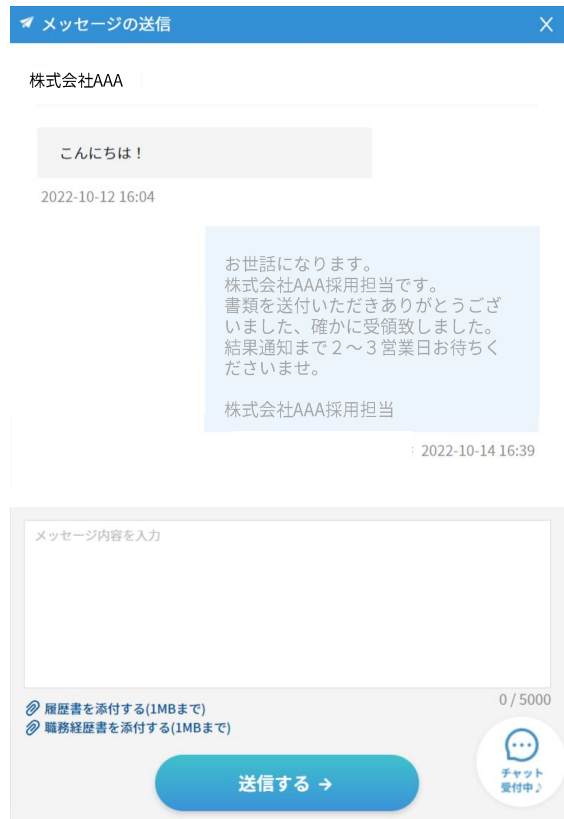 メッセージの送信
株式会社AAA
こんにちは！
2022-10-12 16:04
お世話になります。
株式会社AAA採用担当です。
書類を送付いただきありがとうござ
いました、確かに受領致しました。
結果通知まで２～３営業日お待ちく
ださいませ。
株式会社AAA採用担当
2022-10-14 16:39
メッセージ内容を入力
0 / 5000
履歴書を添付する(1MBまで)
職務経歴書を添付する(1MBまで)
送信する →
チャット
受付中♪